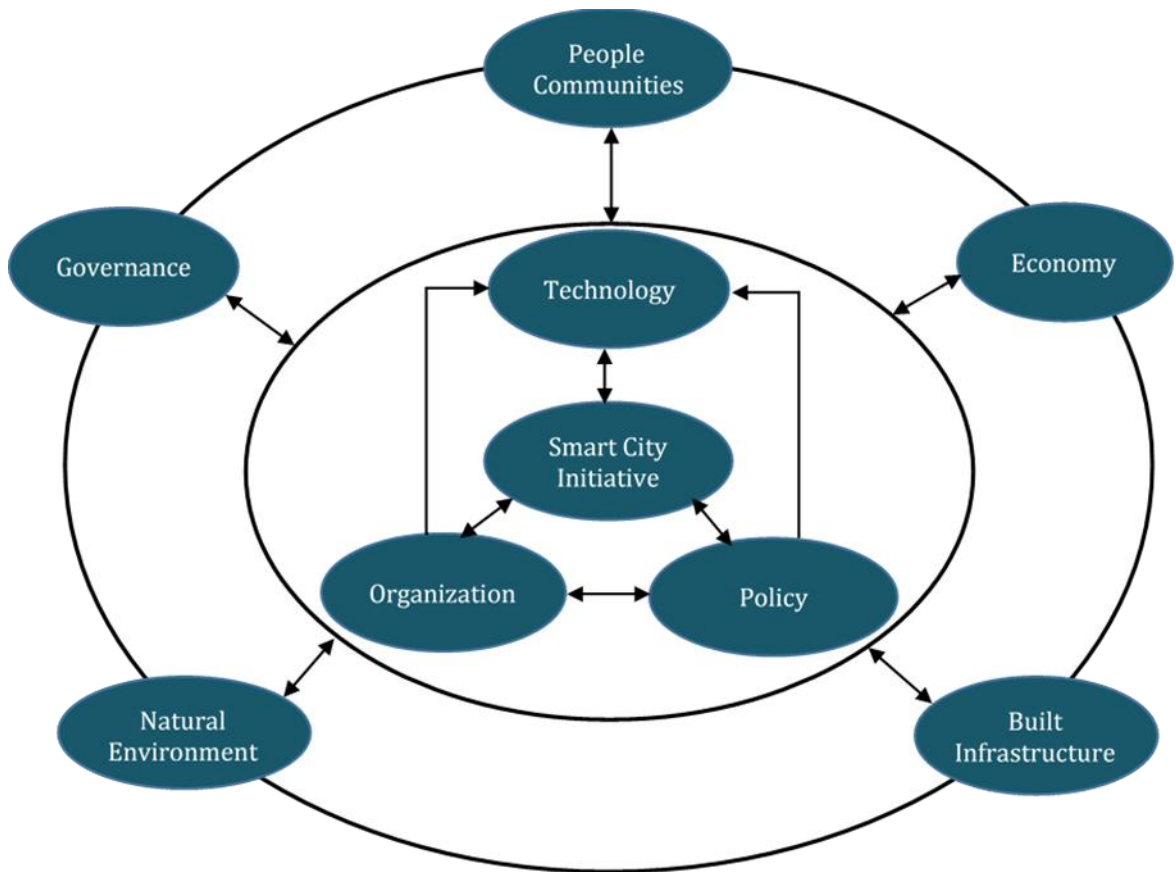 People
Communities
Governance
Economy
Technology
Smart City
Initiative
Organization
Policy
Natural
Environment
Built
Infrastructure